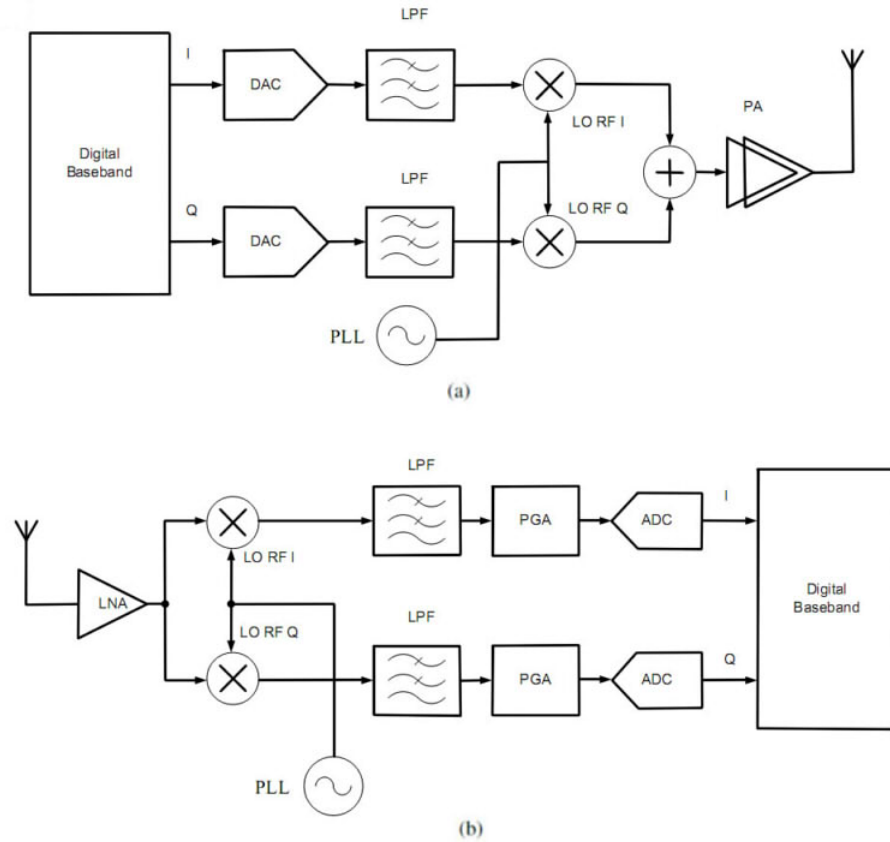 LPF
I
DAC
LO RF I
PA
Digital
Baseband
LPF
Q
DAC
LO RF Q
PLL
(a)
LPF
PGA
ADC
I
LO RF I
LNA
Digital
Baseband
LPF
LO RF Q
PGA
ADC
Q
PLL
(b)